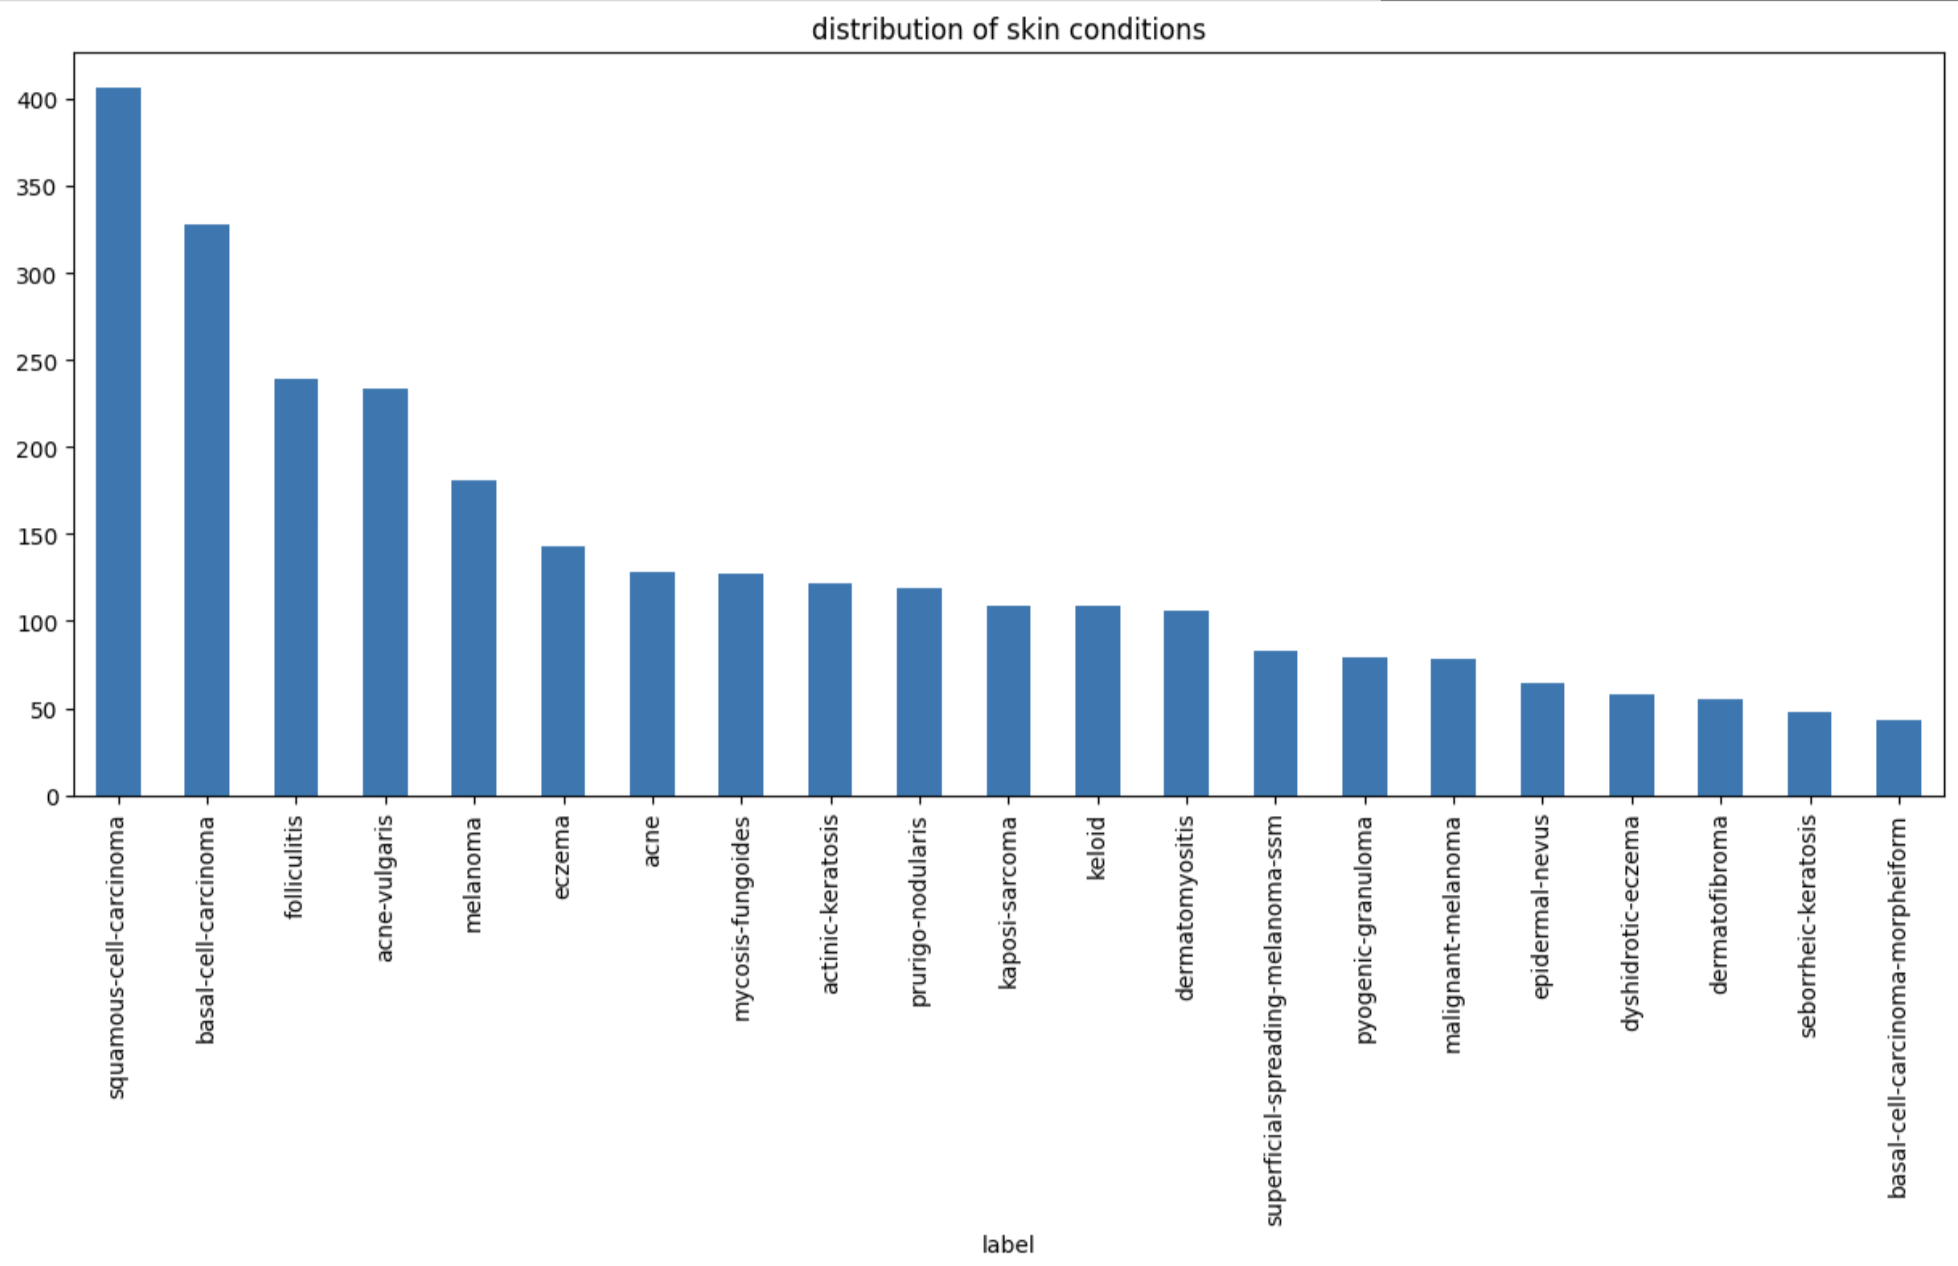 distribution of skin conditions
400
350
300
250
200
150
100
50
0
squamous-cell-carcinoma
basal-cell-carcinoma
folliculitis
acne-vulgaris
melanoma
eczema
acne
mycosis-fungoides
actinic-keratosis
prurigo-nodularis
kaposi-sarcoma
keloid
dermatomyositis
superficial-spreading-melanoma-ssm
pyogenic-granuloma
malignant-melanoma
epidermal-nevus
dyshidrotic-eczema
dermatofibroma
seborrheic-keratosis
basal-cell-carcinoma-morpheiform
label